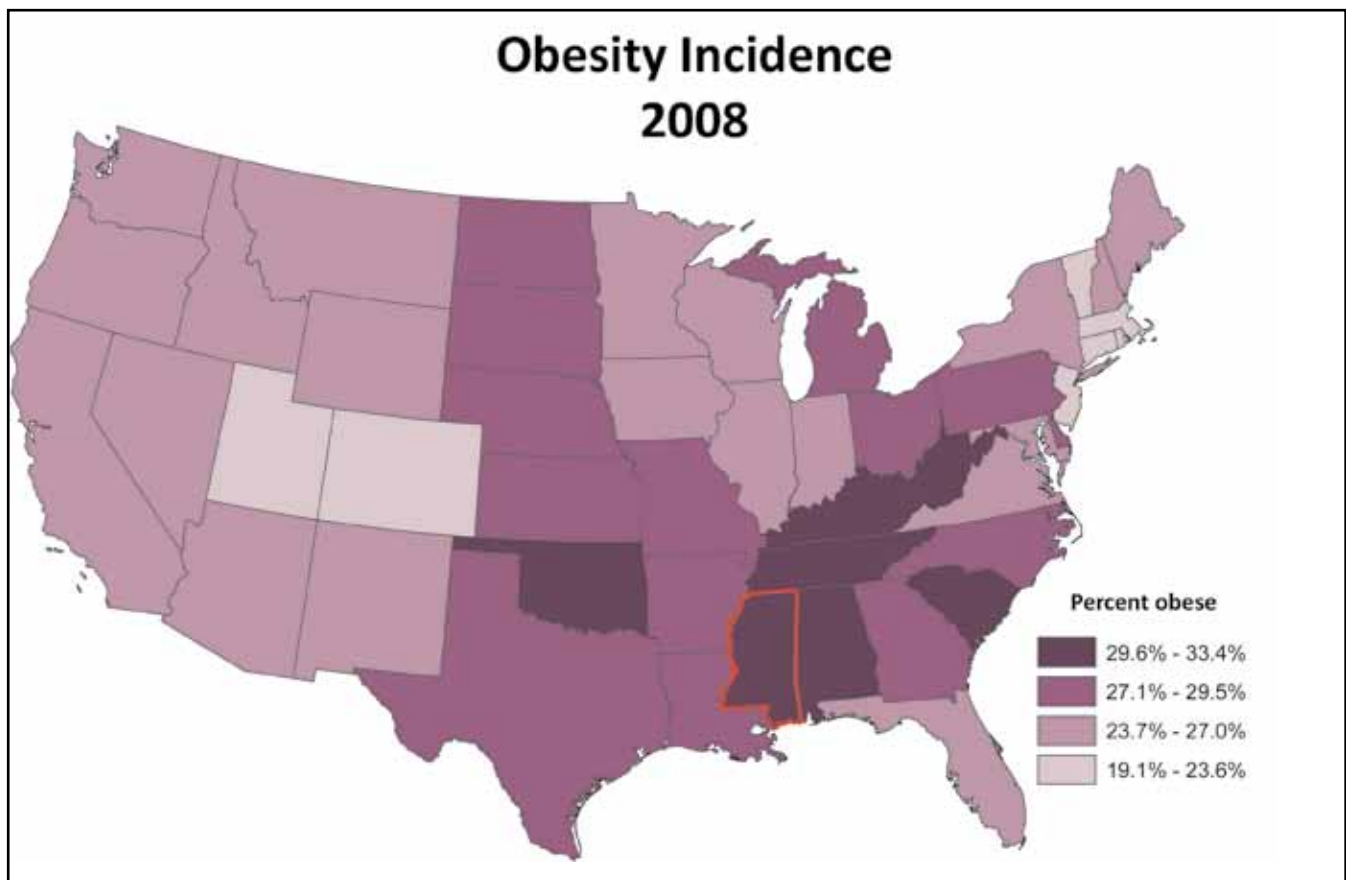 Obesity Incidence
2008
Percent obese
29.6% - 33.4%
27.1% - 29.5%
23.7% - 27.0%
19.1% - 23.6%